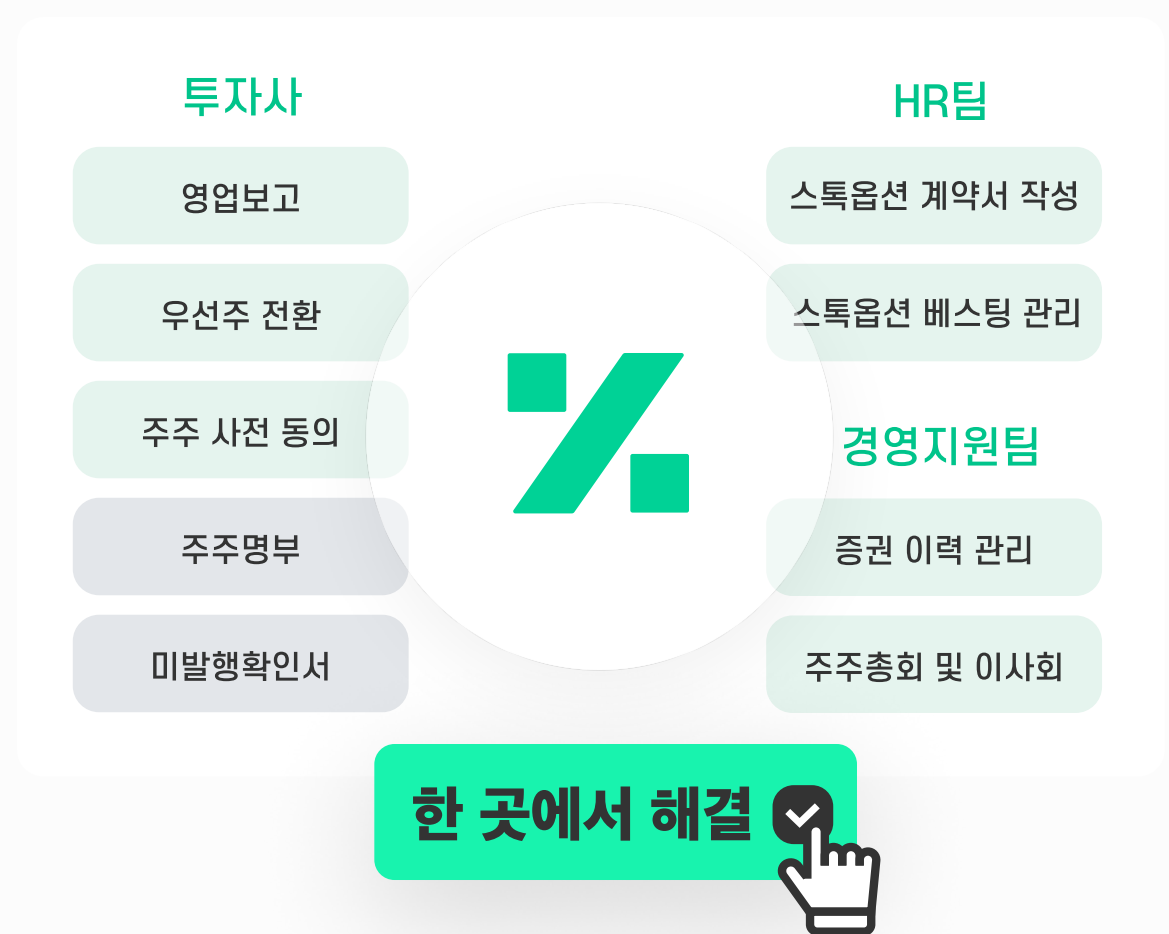 투자사
영업보고
우선주 전환
주주 사전 동의
주주명부
미발행확인서
HR팀
스톡옵션 계약서 작성
스톡옵션 베스팅 관리
경영지원팀
증권 이력 관리
주주총회 및 이사회
한 곳에서 해결